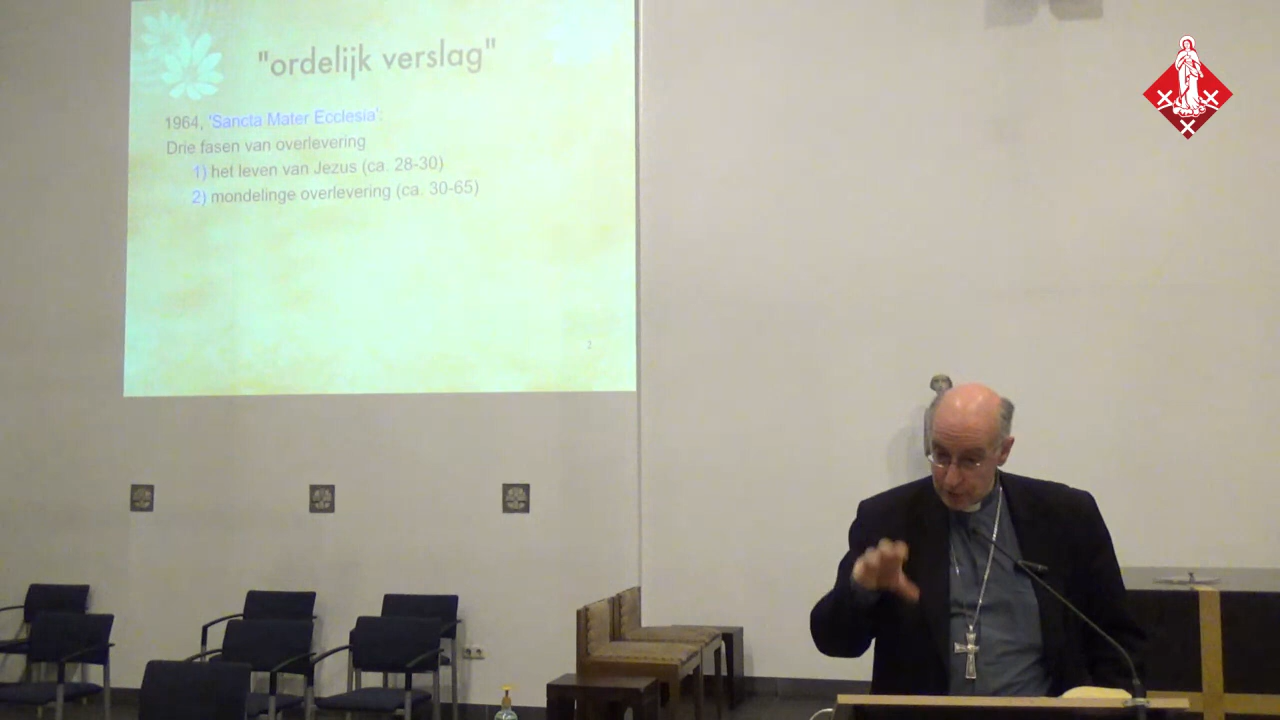 "ordelijk verslag"
1964, 'Sancta Mater Ecclesia':
Drie fasen van overlevering
1) het leven van Jezus (ca. 28-30)
2) mondelinge overlevering (ca. 30-65)
2